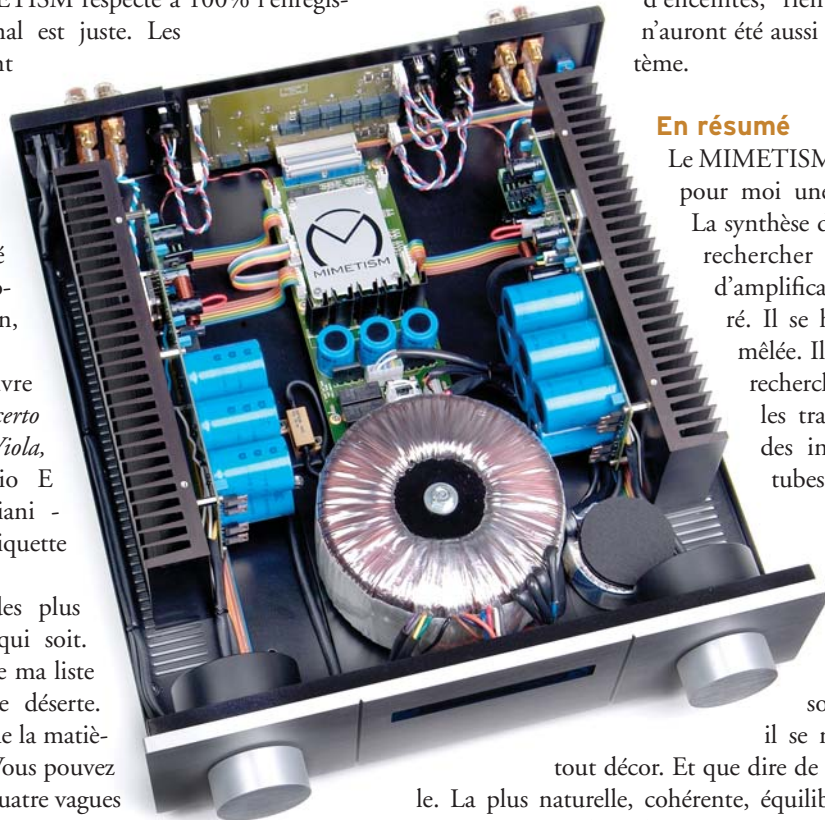 ETISM respecte à 100% l'enregis-
nal est juste. Les
nt
é
o-
n,
ivre
certo
Viola,
io E
iani -
iquette
les plus
qui soit.
e ma liste
e déserte.
le la matiè-
Vous pouvez
uatre vagues
MIMETISM
d'enceintes, rien
n'auront été aussi
tème.
En résumé
Le MIMETISM
pour moi une
La synthèse d
rechercher
d'amplifica
ré. Il se h
mêlée. Il
recherch
les tra
des in
tubes
so
il se r
tout décor. Et que dire de
le. La plus naturelle, cohérente, équilib